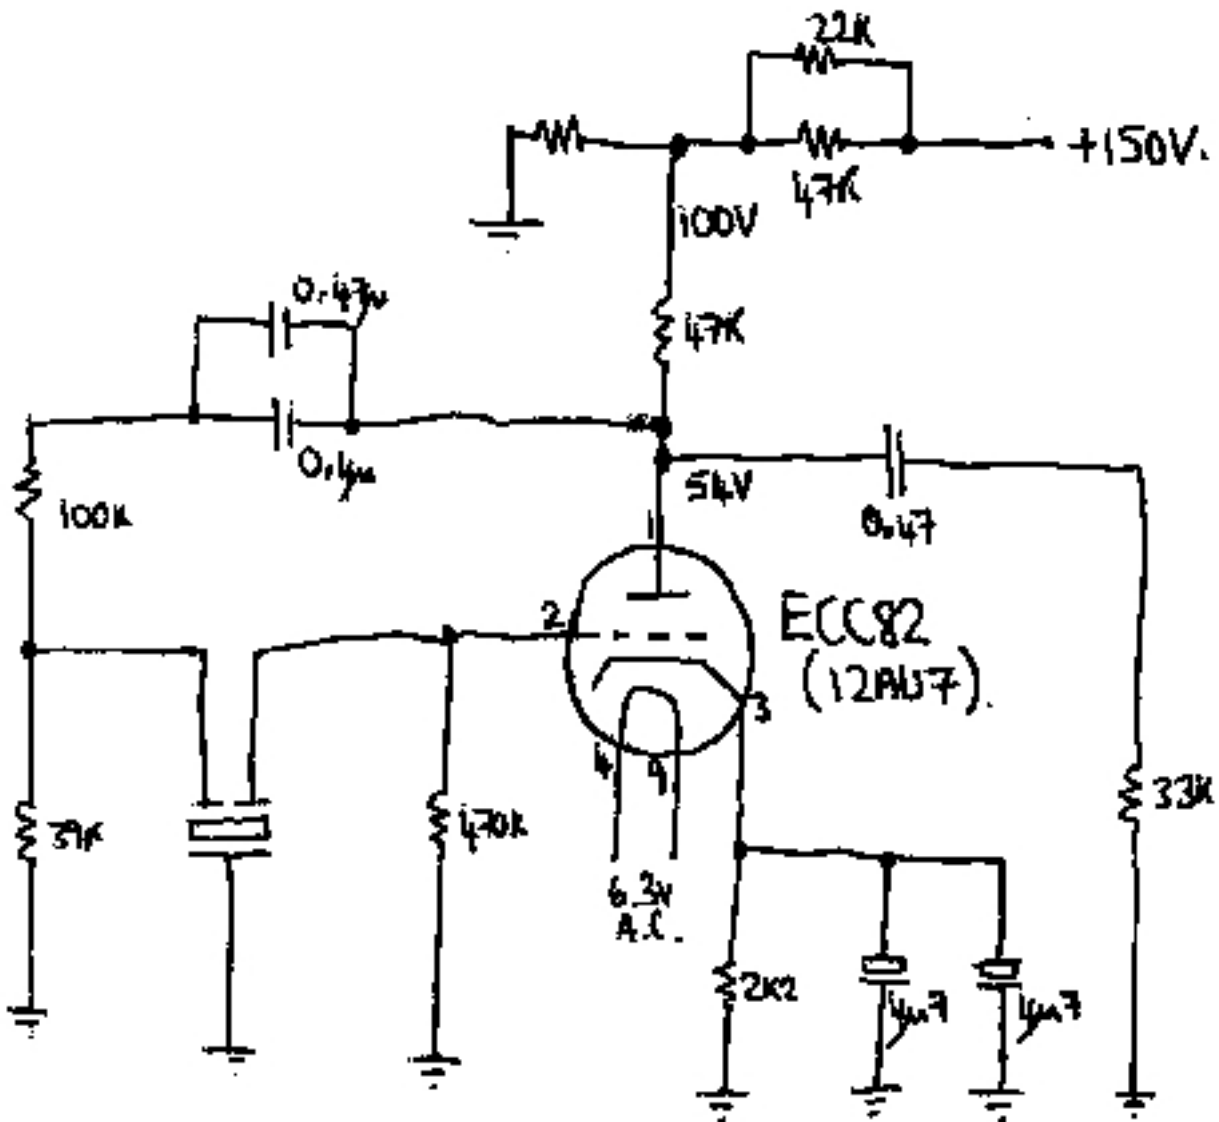 22K
+150V.
47K
100V
0.47u
47K
0.1u
54V
100K
0.47
1
2
ECC82
(12AU7).
3
4 9
33K
39K
470K
6.3V
A.C.
2K2
4u7
4u7